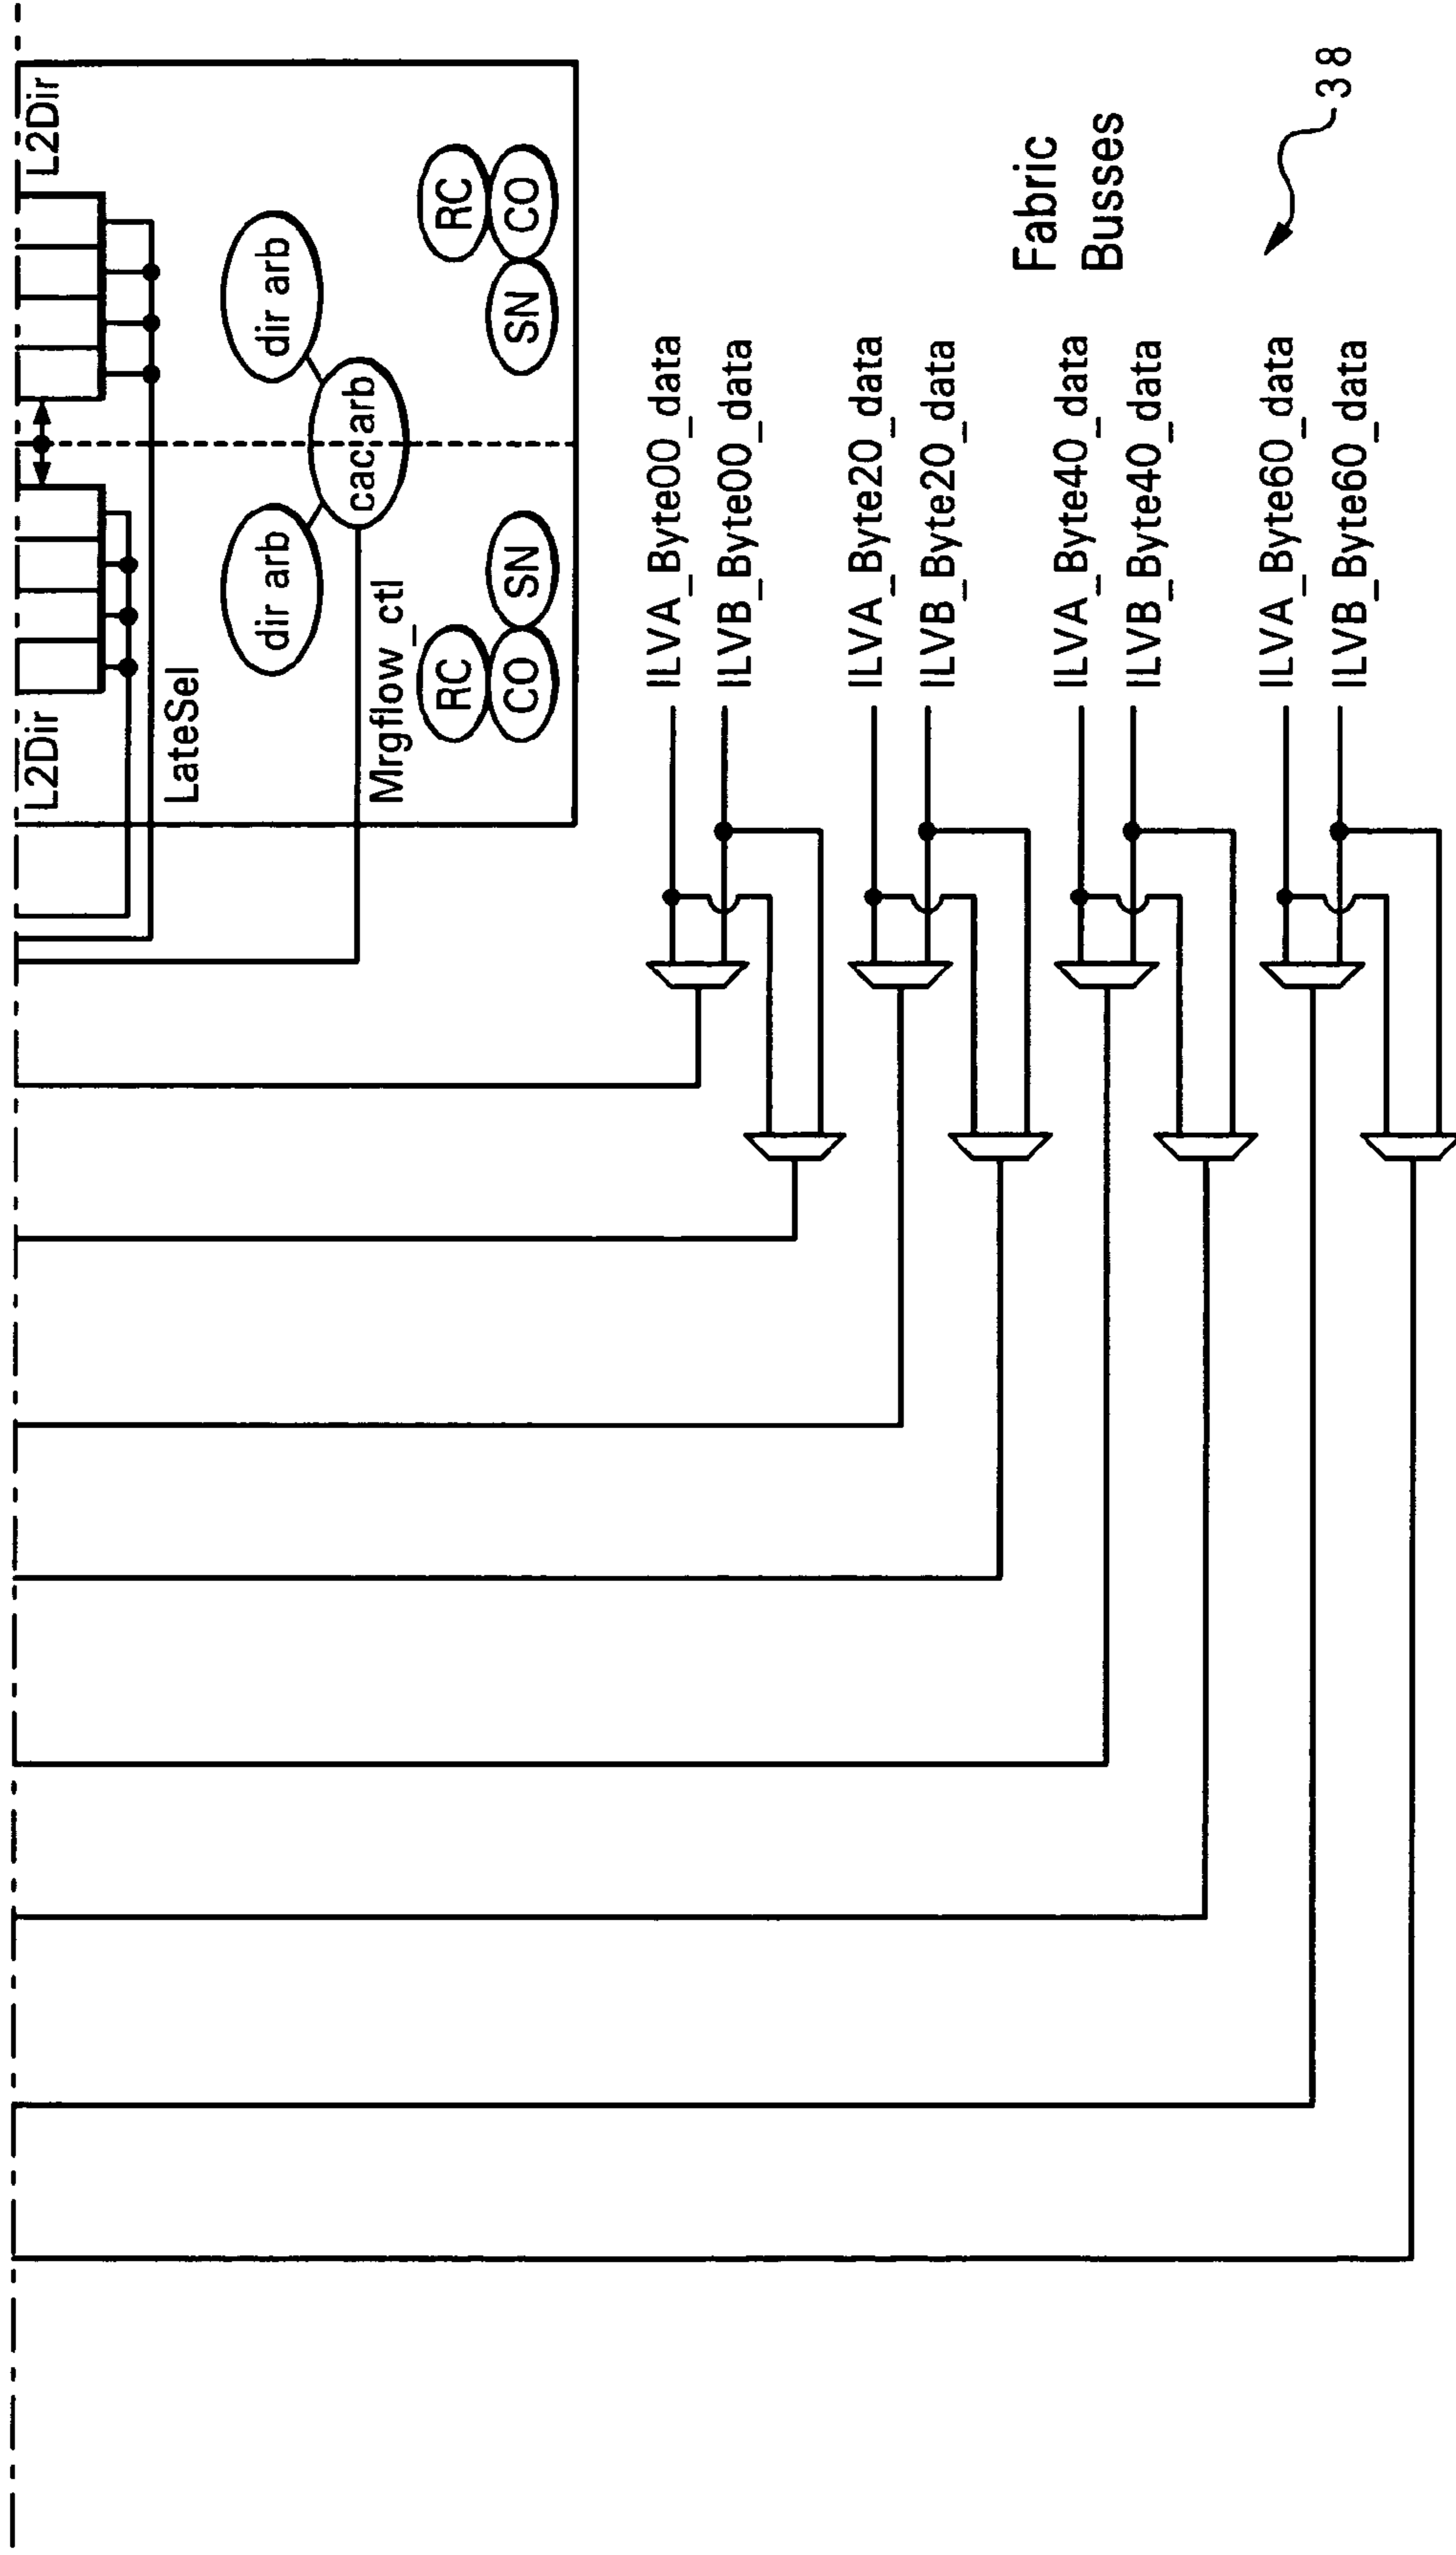 L2Dir
L2Dir
LateSel
dir arb
dir arb
cac arb
Mrgflow_ctl
RC
CO
SN
RC
CO
SN
ILVA_Byte00_data
ILVB_Byte00_data
ILVA_Byte20_data
ILVB_Byte20_data
ILVA_Byte40_data
ILVB_Byte40_data
ILVA_Byte60_data
ILVB_Byte60_data
Fabric
Busses
38